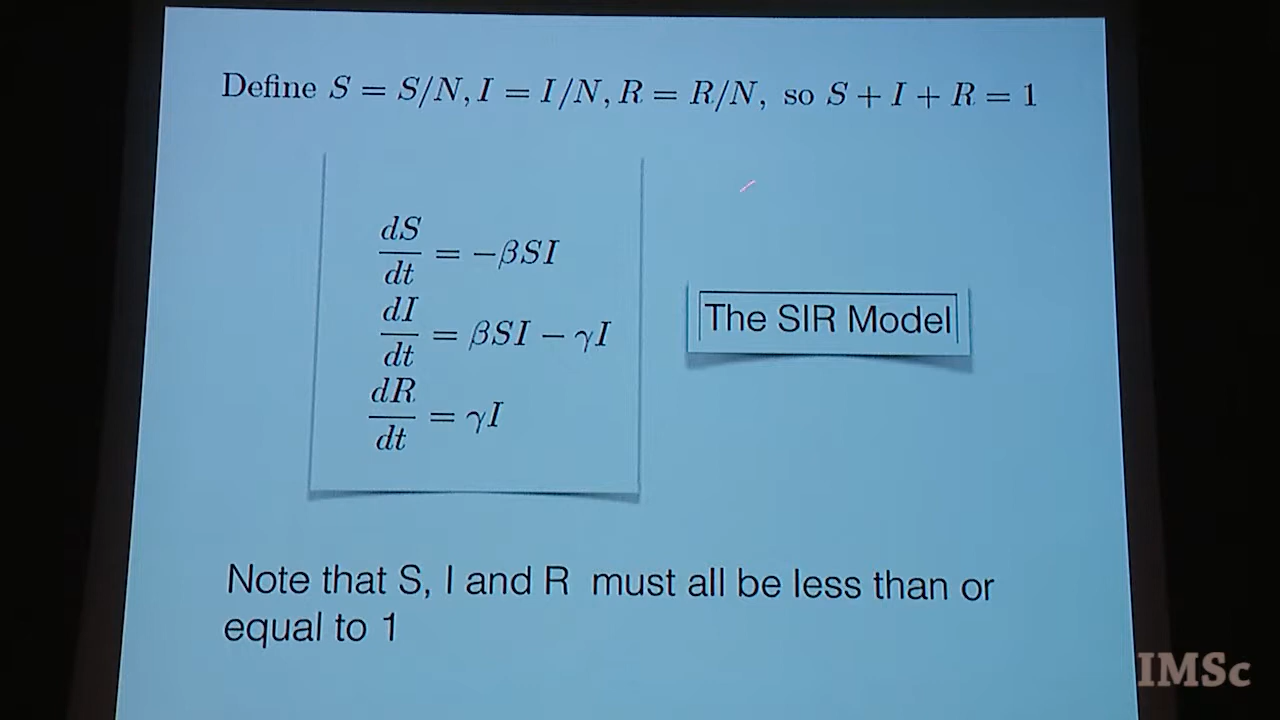 Define S = S/N, I = I/N, R = R/N, so S + I + R = 1
dS/dt = −βSI
dI/dt = βSI − γI
dR/dt = γI
The SIR Model
Note that S, I and R must all be less than or
equal to 1
IMSc